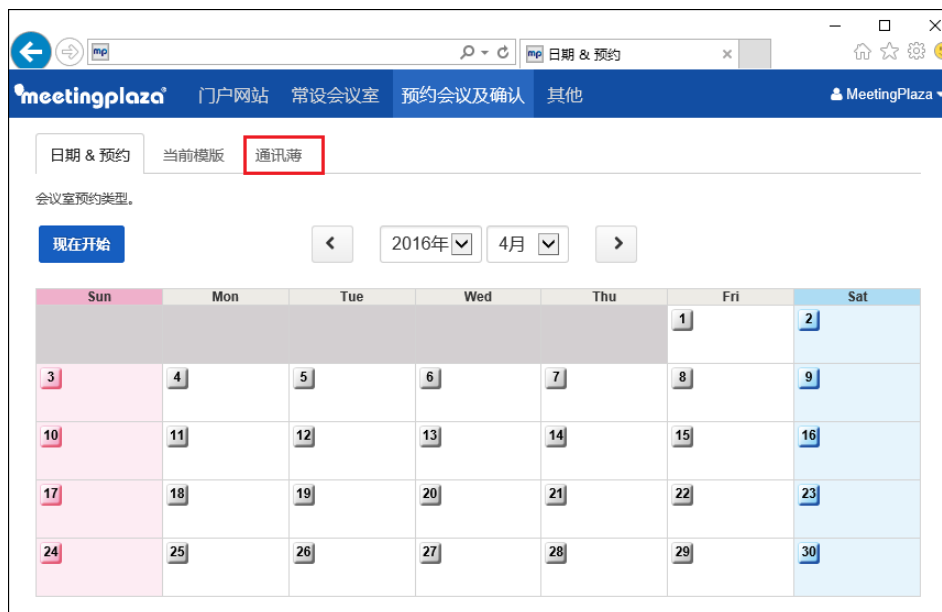 mp 日期 & 预约
meetingplaza 门户网站 常设会议室 预约会议及确认 其他 MeetingPlaza
日期 & 预约 当前模版 通讯薄
会议室预约类型。
现在开始 2016年 4月
Sun Mon Tue Wed Thu Fri Sat
1 2
3 4 5 6 7 8 9
10 11 12 13 14 15 16
17 18 19 20 21 22 23
24 25 26 27 28 29 30